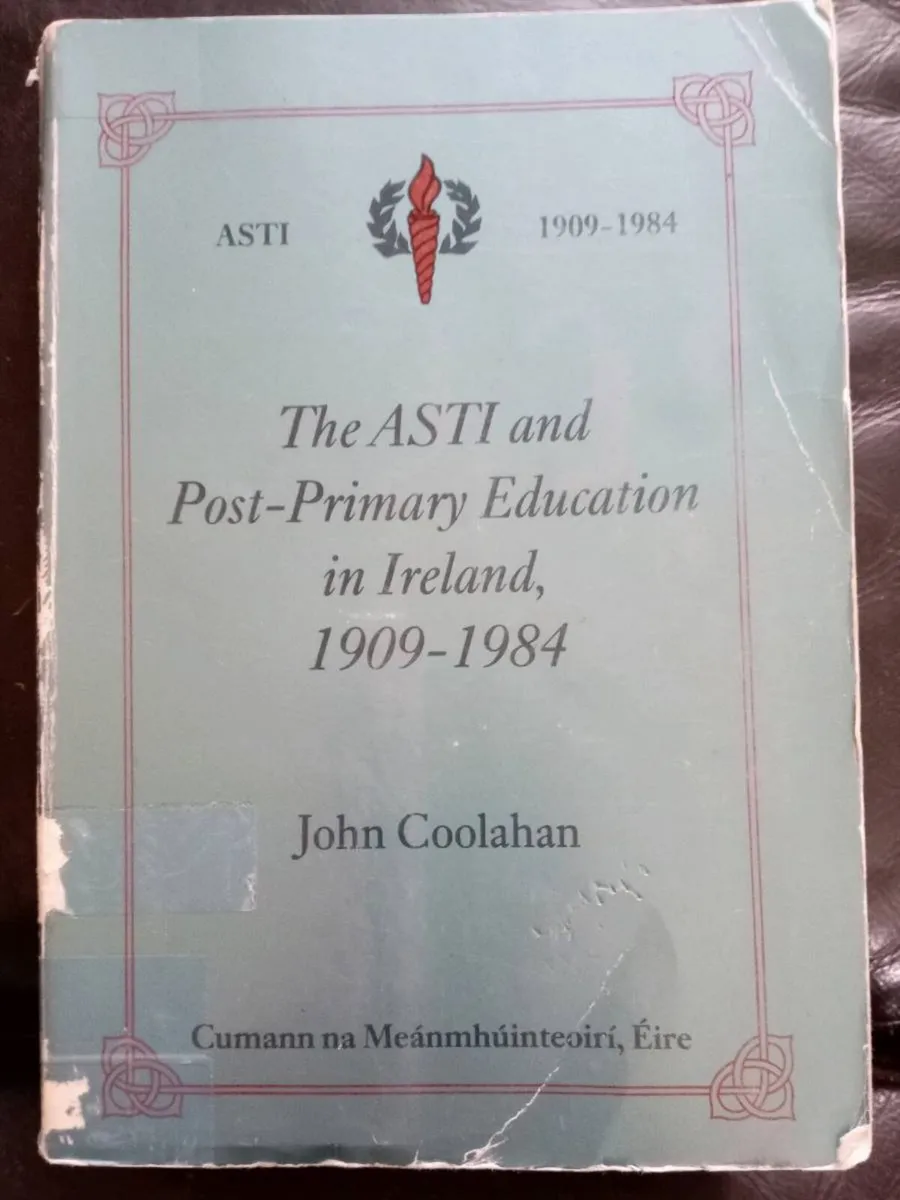 ASTI 1909-1984
The ASTI and
Post-Primary Education
in Ireland,
1909-1984
John Coolahan
Cumann na Meánmhúinteoirí, Éire